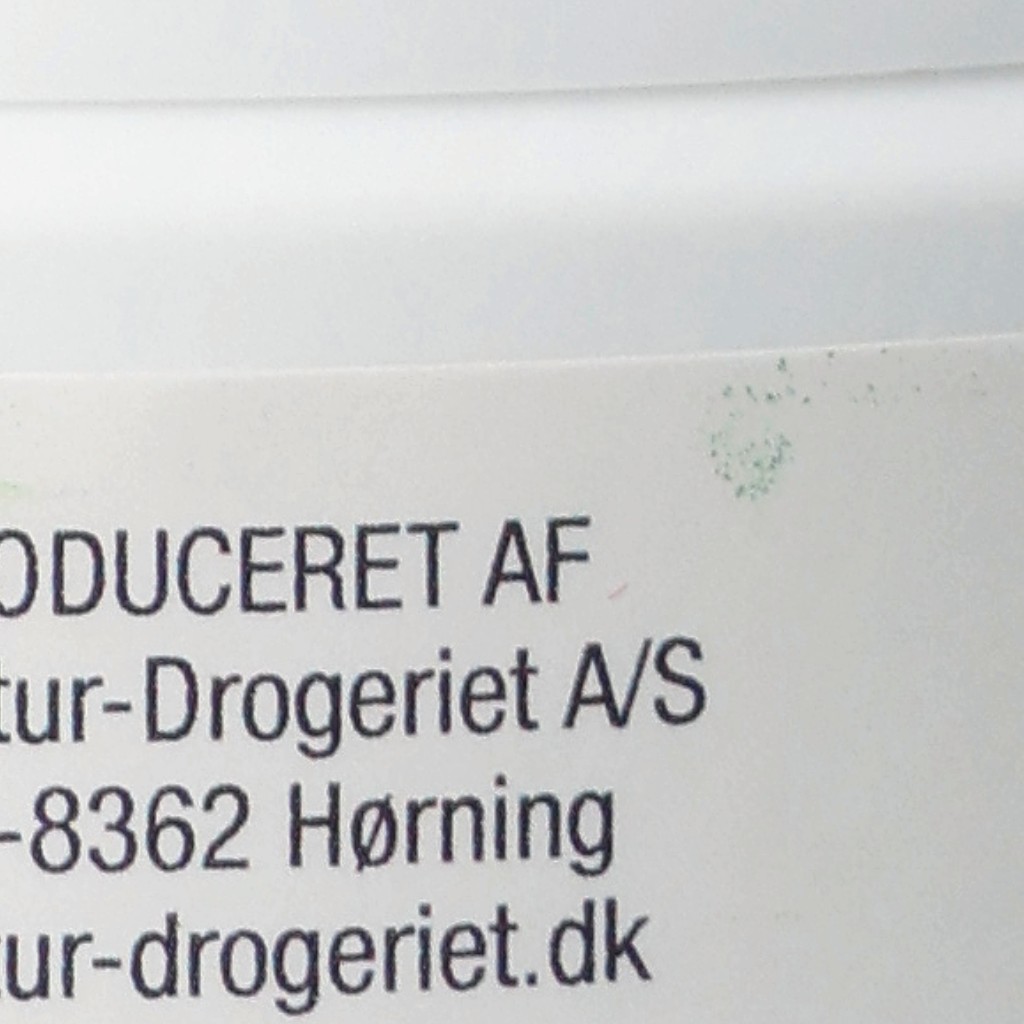 ODUCERET AF
tur-Drogeriet A/S
-8362 Hørning
tur-drogeriet.dk